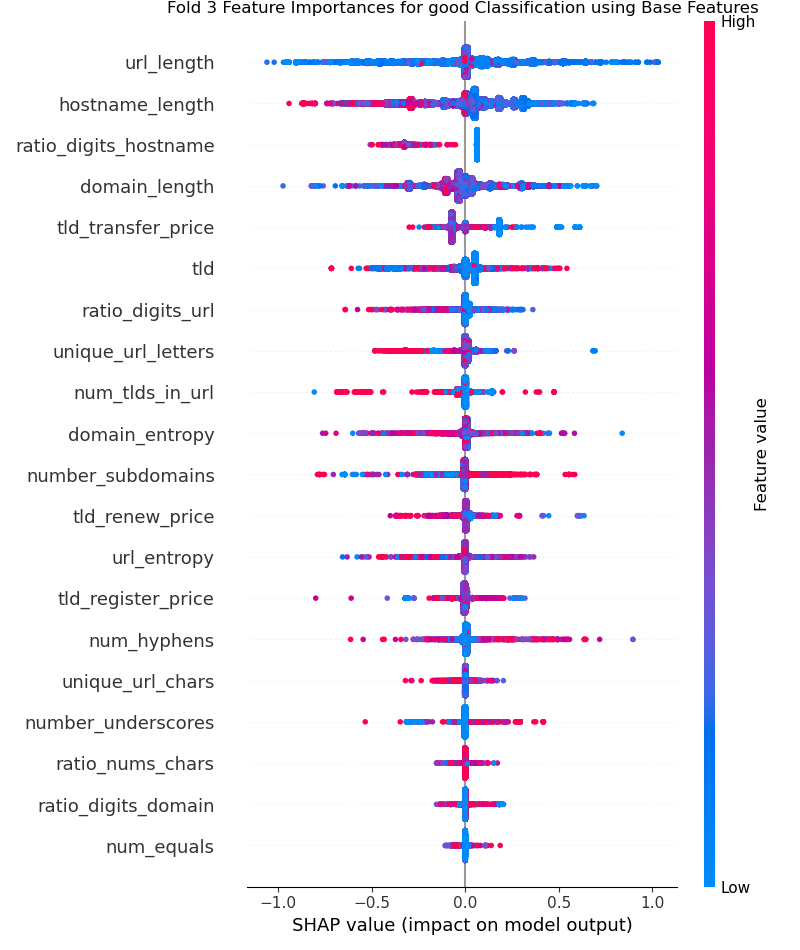 Fold 3 Feature Importances for good Classification using Base Features
High
url_length
hostname_length
ratio_digits_hostname
domain_length
tld_transfer_price
tld
ratio_digits_url
unique_url_letters
num_tlds_in_url
domain_entropy
number_subdomains
tld_renew_price
url_entropy
tld_register_price
num_hyphens
unique_url_chars
number_underscores
ratio_nums_chars
ratio_digits_domain
num_equals
Feature value
Low
−1.0 −0.5 0.0 0.5 1.0
SHAP value (impact on model output)